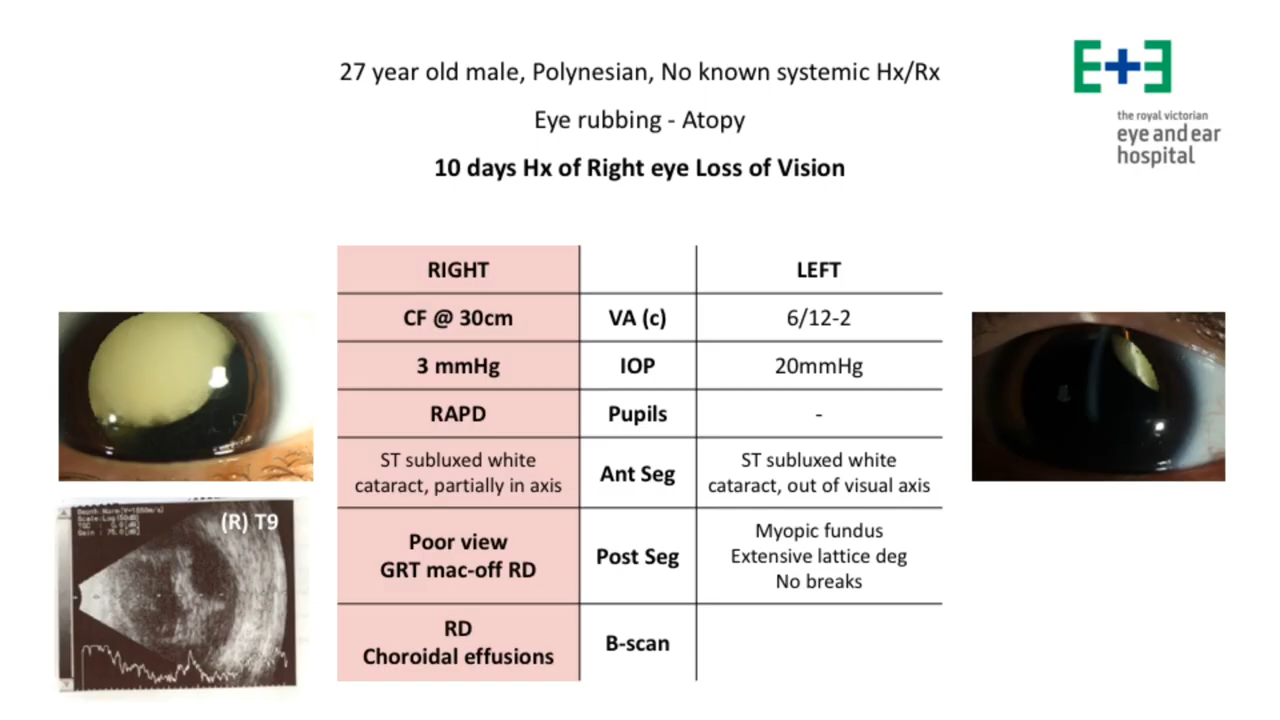 27 year old male, Polynesian, No known systemic Hx/Rx
Eye rubbing - Atopy
10 days Hx of Right eye Loss of Vision
E+E
the royal victorian
eye and ear
hospital
RIGHT LEFT
CF @ 30cm VA (c) 6/12-2
3 mmHg IOP 20mmHg
RAPD Pupils -
ST subluxed white
cataract, partially in axis
Ant Seg
ST subluxed white
cataract, out of visual axis
Poor view
GRT mac-off RD
Post Seg
Myopic fundus
Extensive lattice deg
No breaks
RD
Choroidal effusions
B-scan
(R) T9